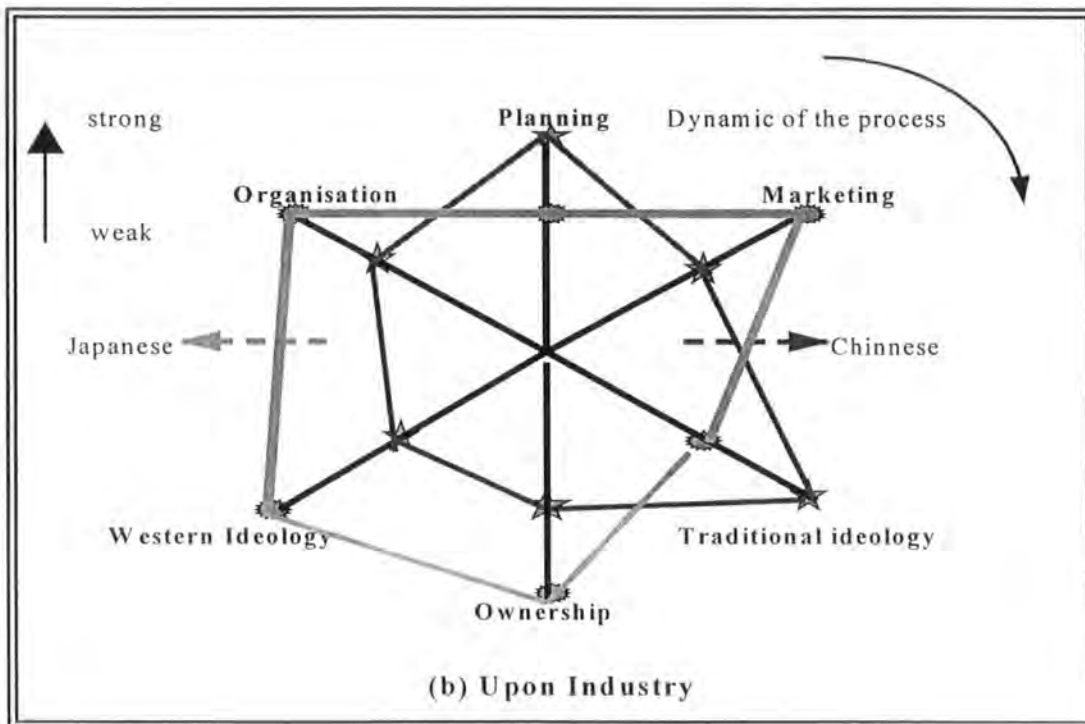 strong
Planning
Dynamic of the process
Organisation
Marketing
weak
Japanese
Chinnese
Western Ideology
Traditional ideology
Ownership
(b) Upon Industry